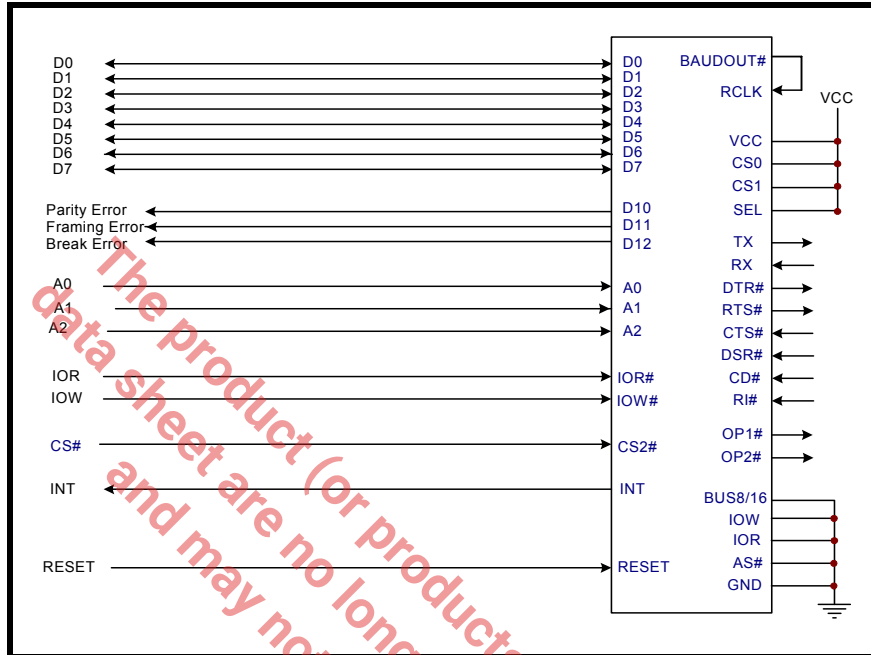 D0 D0 BAUDOUT#
D1 D1
D2 D2 RCLK
D3 D3 VCC
D4 D4
D5 D5 VCC
D6 D6 CS0
D7 D7
CS1
Parity Error D10 SEL
Framing Error D11
Break Error D12 TX
RX
A0 A0 DTR#
A1 A1 RTS#
A2 A2 CTS#
DSR#
IOR IOR# CD#
IOW IOW# RI#
OP1#
CS# CS2# OP2#
INT INT BUS8/16
IOW
IOR
RESET RESET AS#
GND
The product (or products
data sheet are no long
and may not